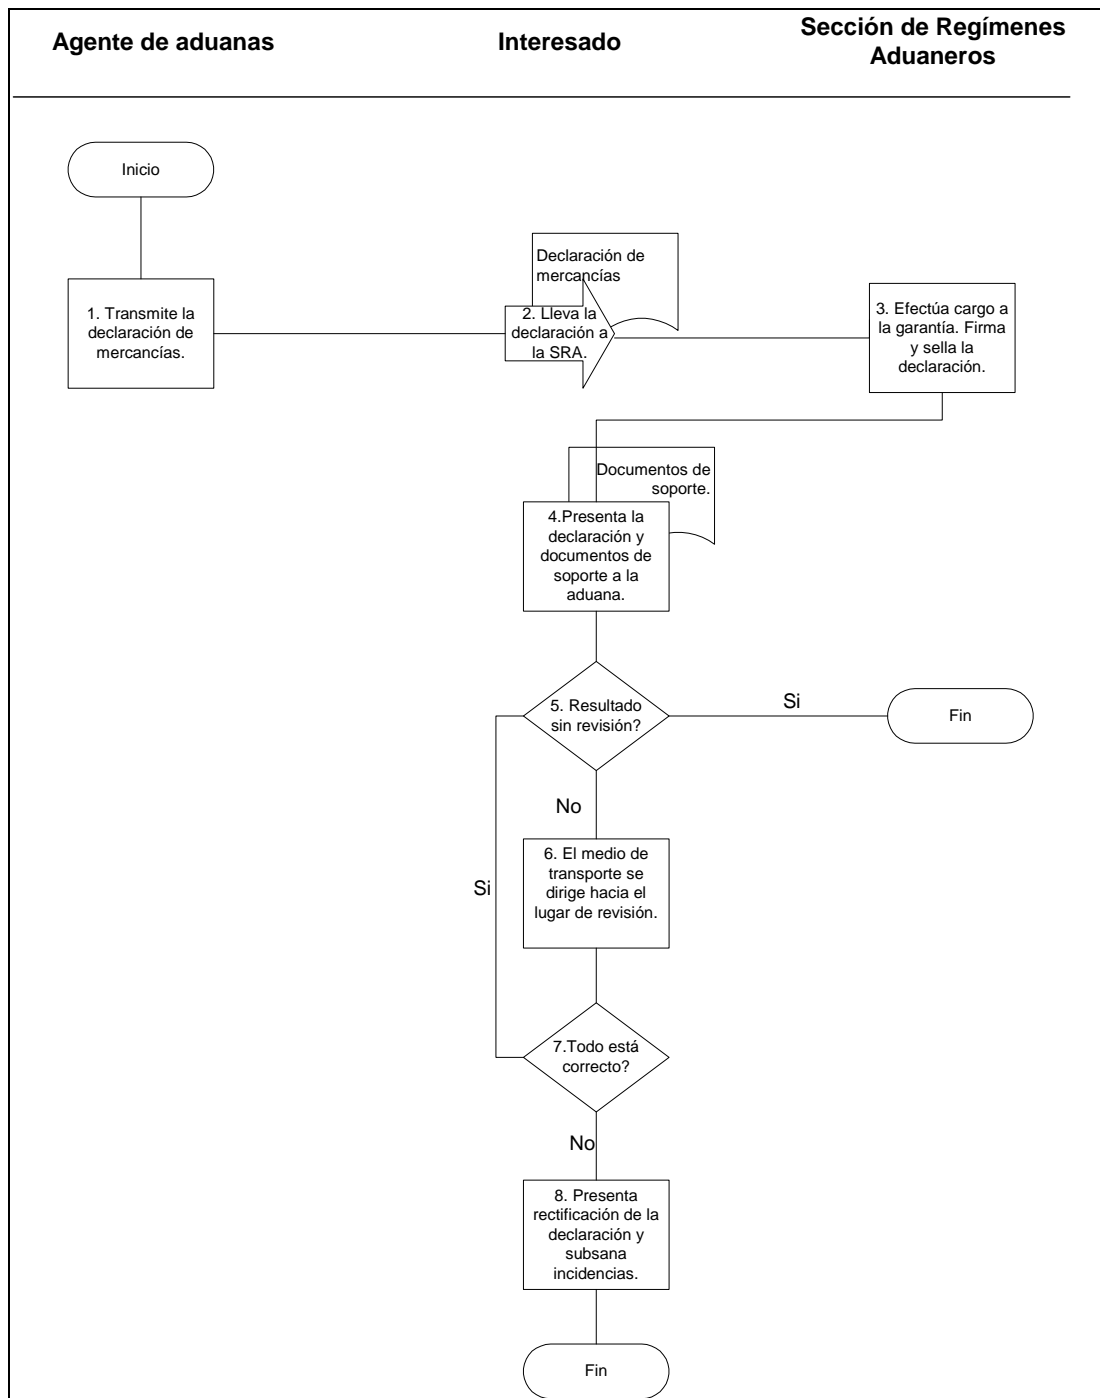 Agente de aduanas
Interesado
Sección de Regímenes
Aduaneros
Inicio
Declaración de
mercancías
1. Transmite la
declaración de
mercancías.
2. Lleva la
declaración a
la SRA.
3. Efectúa cargo a
la garantía. Firma
y sella la
declaración.
Documentos de
soporte.
4.Presenta la
declaración y
documentos de
soporte a la
aduana.
5. Resultado
sin revisión?
Si
Fin
No
6. El medio de
transporte se
dirige hacia el
lugar de revisión.
Si
7.Todo está
correcto?
No
8. Presenta
rectificación de la
declaración y
subsana
incidencias.
Fin